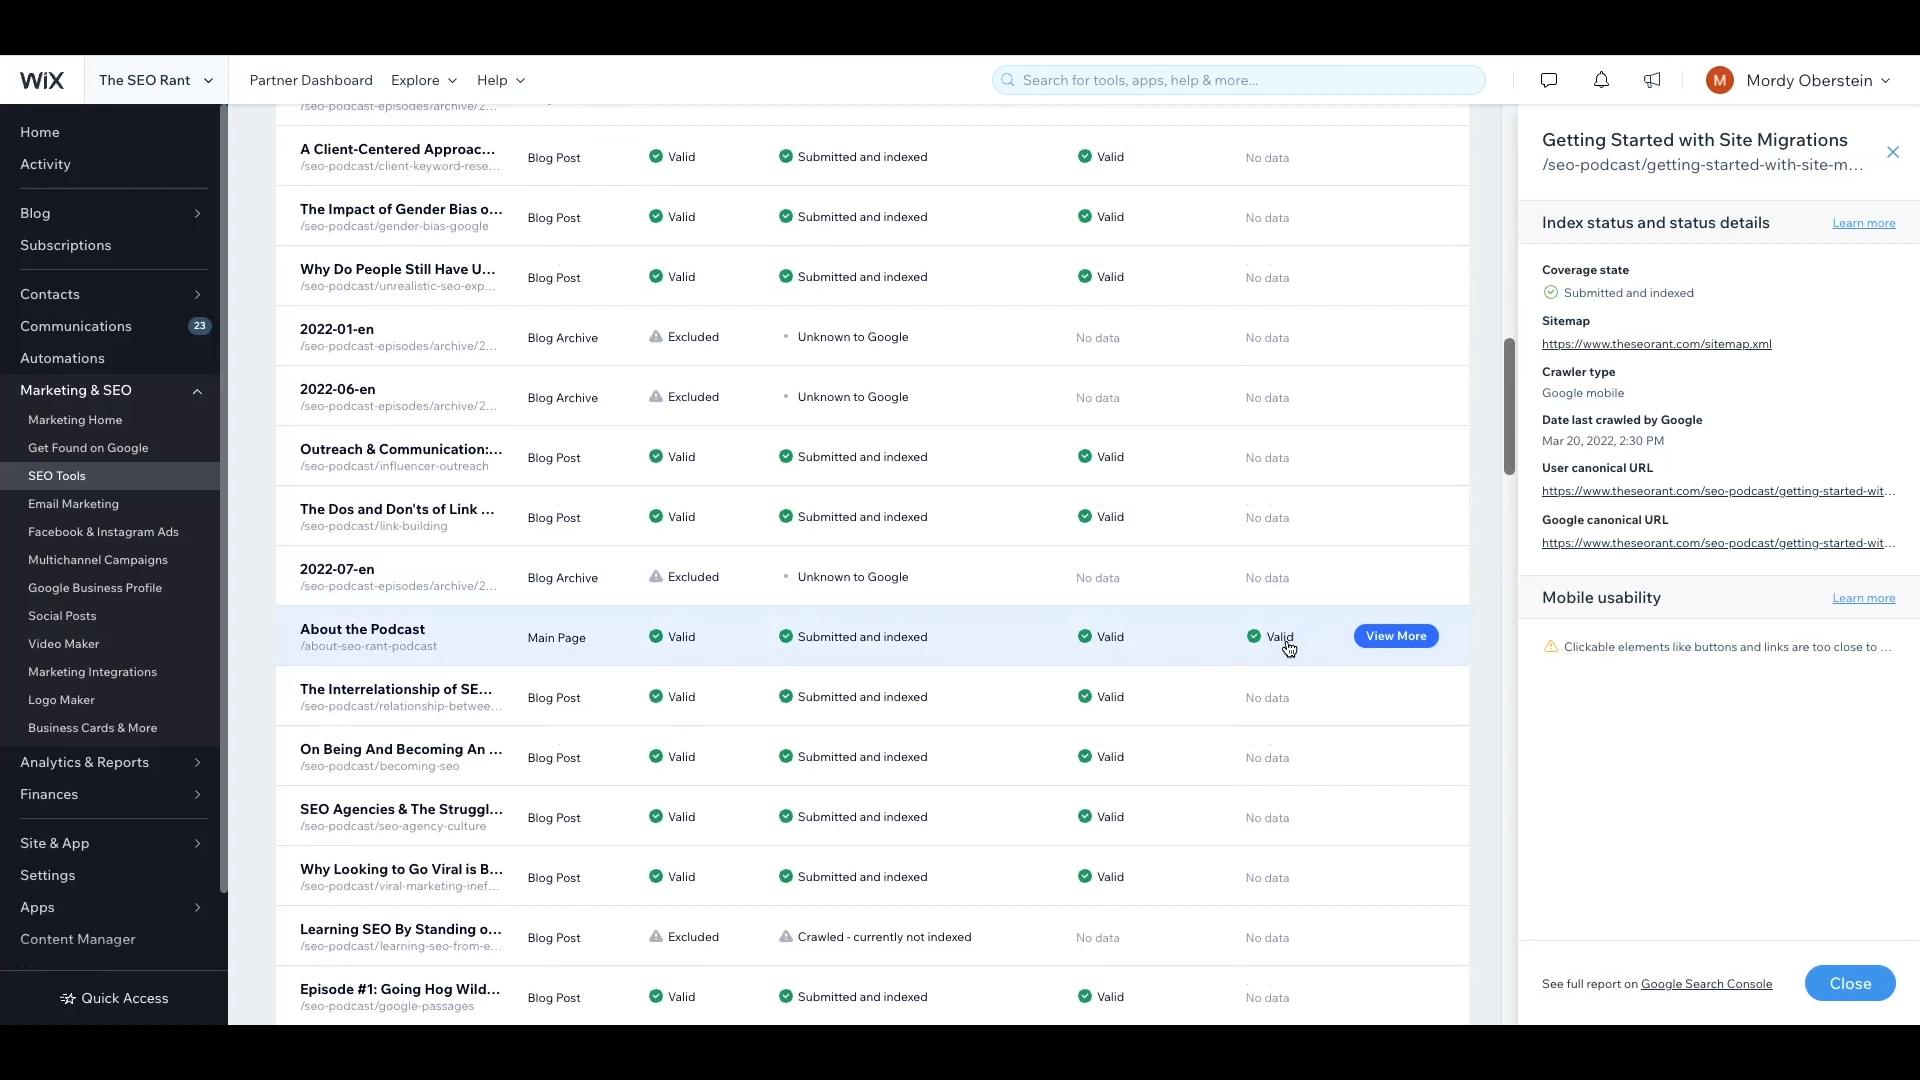 WiX
The SEO Rant
Partner Dashboard
Explore
Help
Search for tools, apps, help & more...
M
Mordy Oberstein
Home
Activity
Blog
Subscriptions
Contacts
Communications
23
Automations
Marketing & SEO
Marketing Home
Get Found on Google
SEO Tools
Email Marketing
Facebook & Instagram Ads
Multichannel Campaigns
Google Business Profile
Social Posts
Video Maker
Marketing Integrations
Logo Maker
Business Cards & More
Analytics & Reports
Finances
Site & App
Settings
Apps
Content Manager
Quick Access
/seo-podcast-episodes/archive/2...
A Client-Centered Approac...
/seo-podcast/client-keyword-rese...
Blog Post Valid Submitted and indexed Valid No data
The Impact of Gender Bias o...
/seo-podcast/gender-bias-google
Blog Post Valid Submitted and indexed Valid No data
Why Do People Still Have U...
/seo-podcast/unrealistic-seo-exp...
Blog Post Valid Submitted and indexed Valid No data
2022-01-en
/seo-podcast-episodes/archive/2...
Blog Archive Excluded Unknown to Google No data No data
2022-06-en
/seo-podcast-episodes/archive/2...
Blog Archive Excluded Unknown to Google No data No data
Outreach & Communication:...
/seo-podcast/influencer-outreach
Blog Post Valid Submitted and indexed Valid No data
The Dos and Don'ts of Link ...
/seo-podcast/link-building
Blog Post Valid Submitted and indexed Valid No data
2022-07-en
/seo-podcast-episodes/archive/2...
Blog Archive Excluded Unknown to Google No data No data
About the Podcast
/about-seo-rant-podcast
Main Page Valid Submitted and indexed Valid Valid View More
The Interrelationship of SE...
/seo-podcast/relationship-betwee...
Blog Post Valid Submitted and indexed Valid No data
On Being And Becoming An ...
/seo-podcast/becoming-seo
Blog Post Valid Submitted and indexed Valid No data
SEO Agencies & The Struggl...
/seo-podcast/seo-agency-culture
Blog Post Valid Submitted and indexed Valid No data
Why Looking to Go Viral is B...
/seo-podcast/viral-marketing-inef...
Blog Post Valid Submitted and indexed Valid No data
Learning SEO By Standing o...
/seo-podcast/learning-seo-from-e...
Blog Post Excluded Crawled - currently not indexed No data No data
Episode #1: Going Hog Wild...
/seo-podcast/google-passages
Blog Post Valid Submitted and indexed Valid No data
Getting Started with Site Migrations
/seo-podcast/getting-started-with-site-m...
Index status and status details
Learn more
Coverage state
Submitted and indexed
Sitemap
https://www.theseorant.com/sitemap.xml
Crawler type
Google mobile
Date last crawled by Google
Mar 20, 2022, 2:30 PM
User canonical URL
https://www.theseorant.com/seo-podcast/getting-started-wit...
Google canonical URL
https://www.theseorant.com/seo-podcast/getting-started-wit...
Mobile usability
Learn more
Clickable elements like buttons and links are too close to ...
See full report on Google Search Console
Close